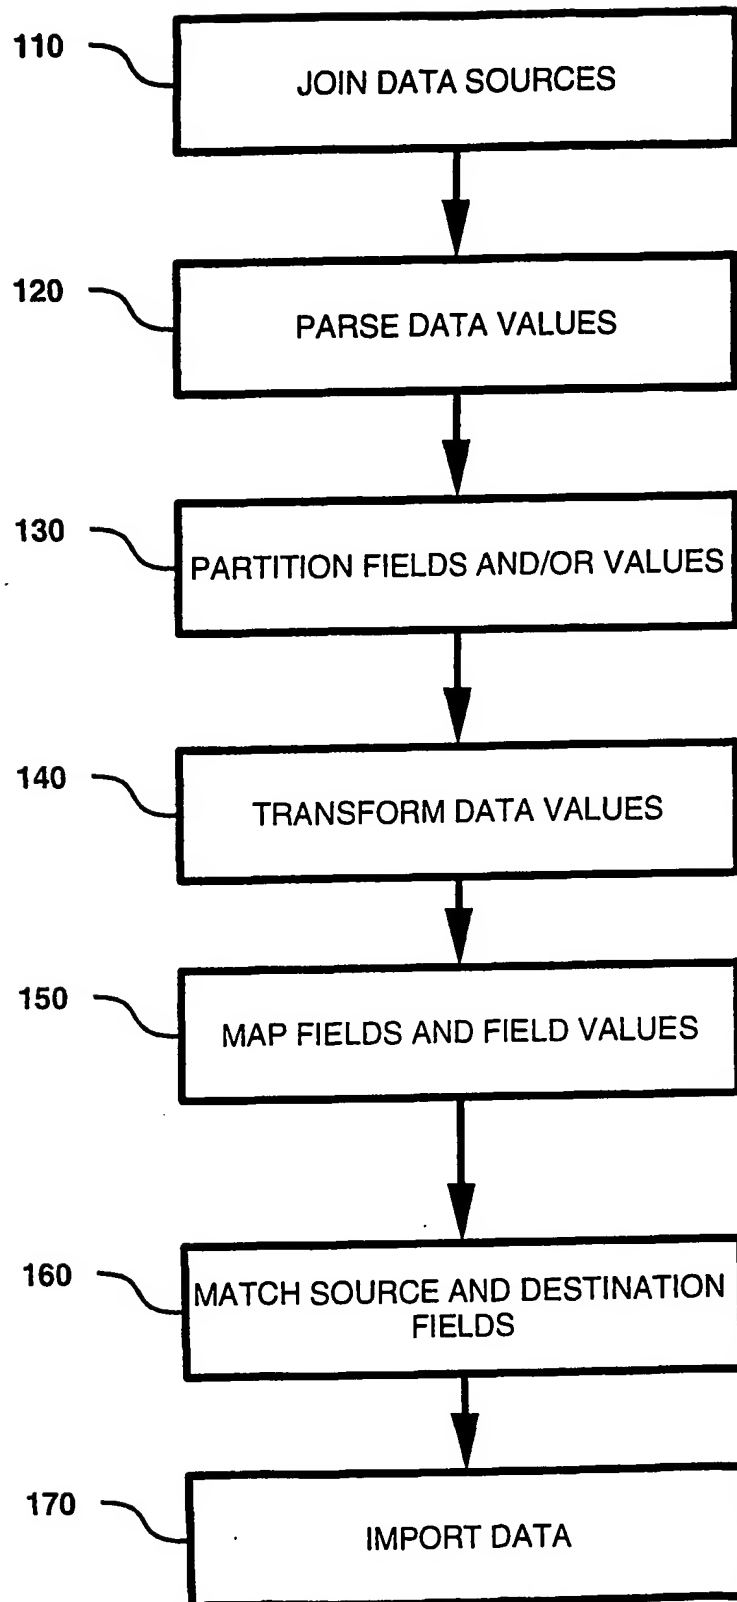 110
JOIN DATA SOURCES
120
PARSE DATA VALUES
130
PARTITION FIELDS AND/OR VALUES
140
TRANSFORM DATA VALUES
150
MAP FIELDS AND FIELD VALUES
160
MATCH SOURCE AND DESTINATION
FIELDS
170
IMPORT DATA